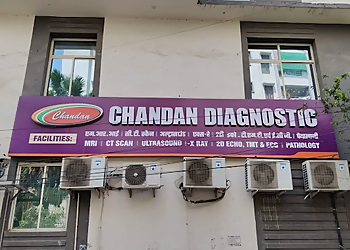 Chandan
CHANDAN DIAGNOSTIC
FACILITIES:
एम.आर.आई | सी.टी. स्कैन | अल्ट्रासाउंड | एक्स-रे | 2डी इको, टी.एम.टी. एवं ई.सी.जी. | पैथालाजी
MRI | CT SCAN | ULTRASOUND | X RAY | 2D ECHO, TMT & ECG | PATHOLOGY